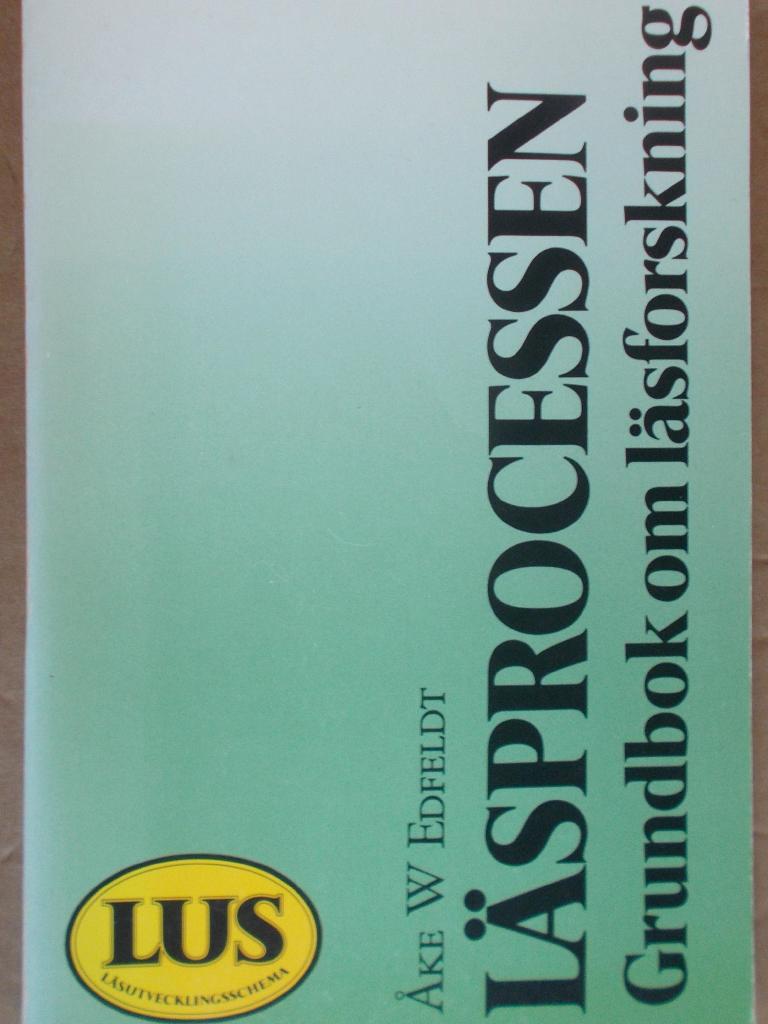 LUS
LÄSUTVECKLINGSSCHEMA
ÅKE W EDFELDT
LÄSPROCESSEN
Grundbok om läsforskning